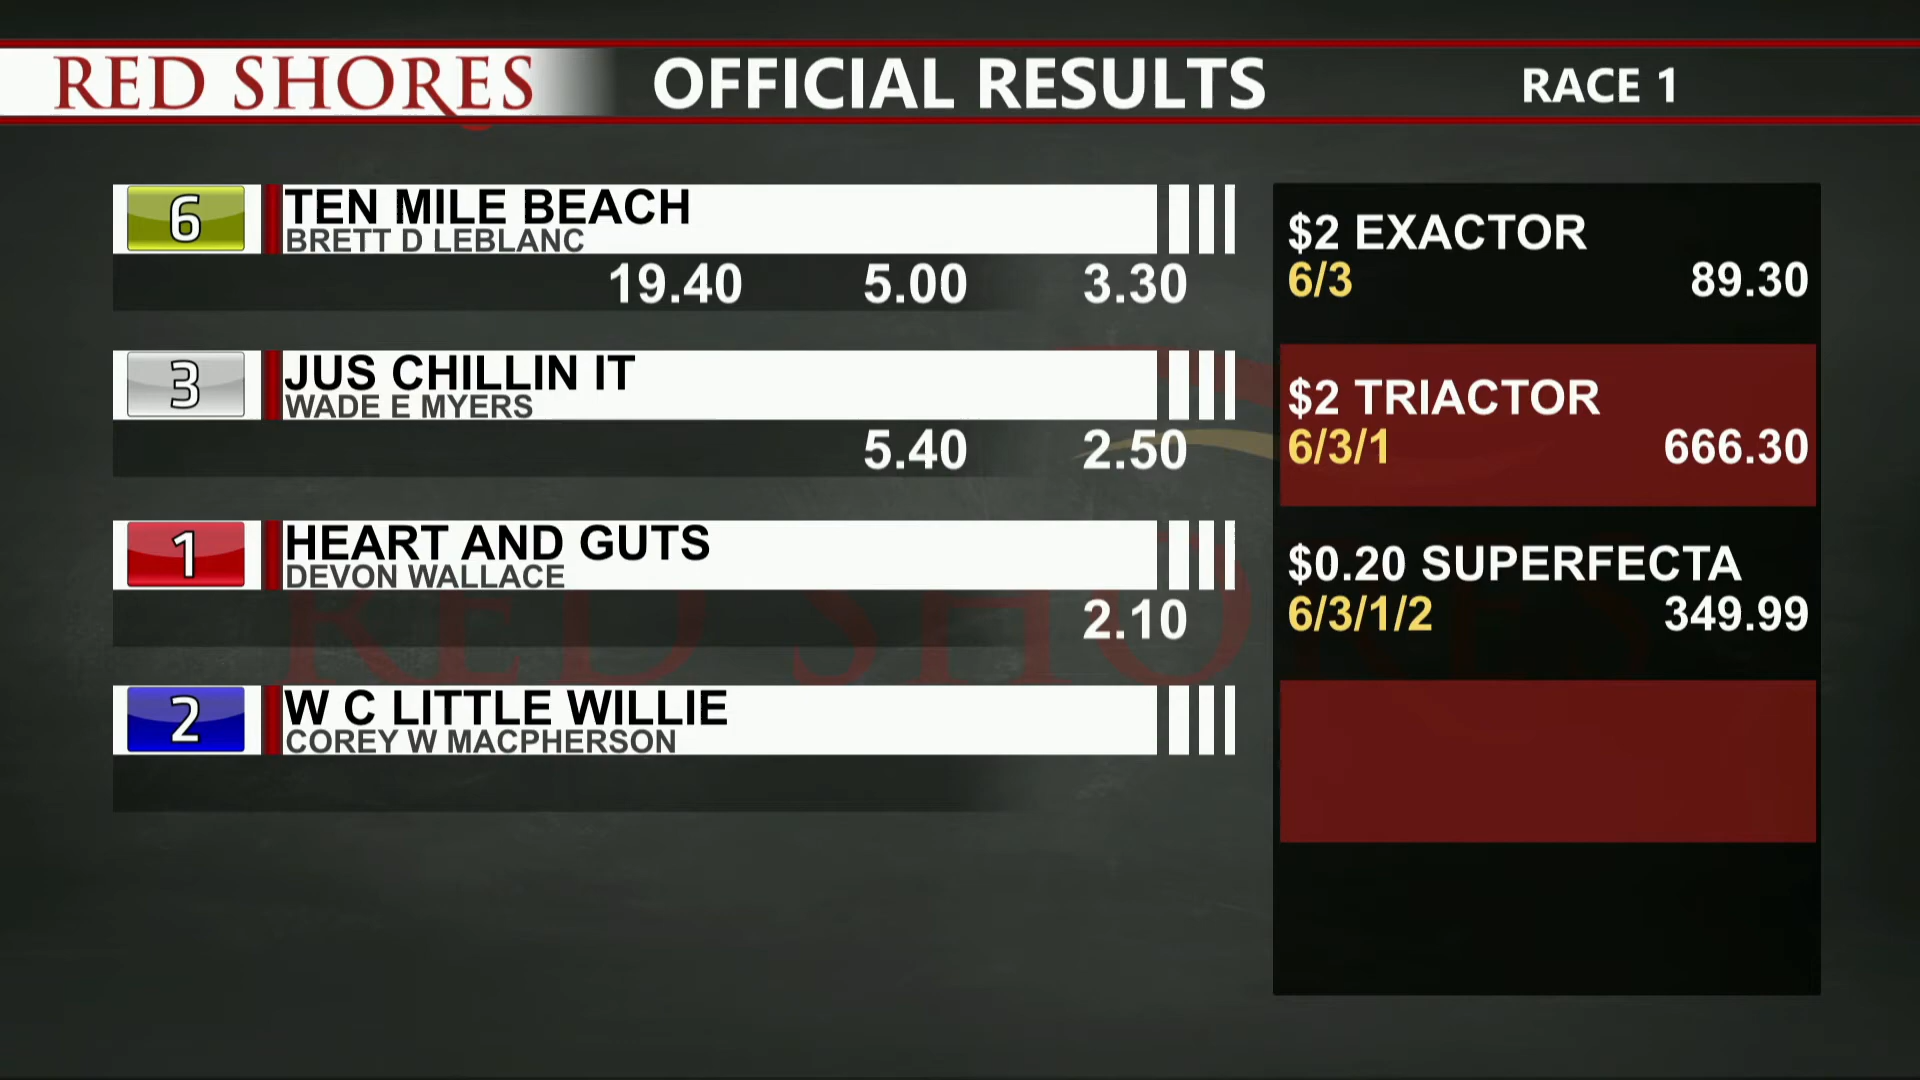 RED SHORES
OFFICIAL RESULTS
RACE 1
6
TEN MILE BEACH
BRETT D LEBLANC
19.40 5.00 3.30
3
JUS CHILLIN IT
WADE E MYERS
5.40 2.50
1
HEART AND GUTS
DEVON WALLACE
2.10
2
W C LITTLE WILLIE
COREY W MACPHERSON
$2 EXACTOR
6/3 89.30
$2 TRIACTOR
6/3/1 666.30
$0.20 SUPERFECTA
6/3/1/2 349.99
RED SHORES